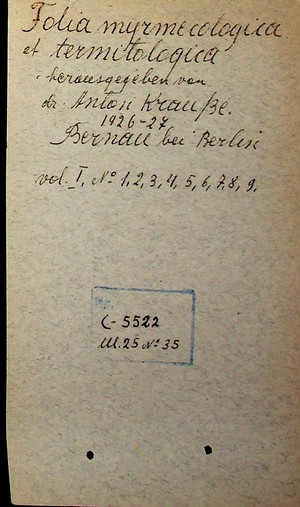 Folia myrmecologica
et termitologica
herausgegeben von
dr. Anton Krauße.
1926-27
Bernau bei Berlin
vol. I, № 1, 2, 3, 4, 5, 6, 7, 8, 9.
C-5522
Ш.25 № 35